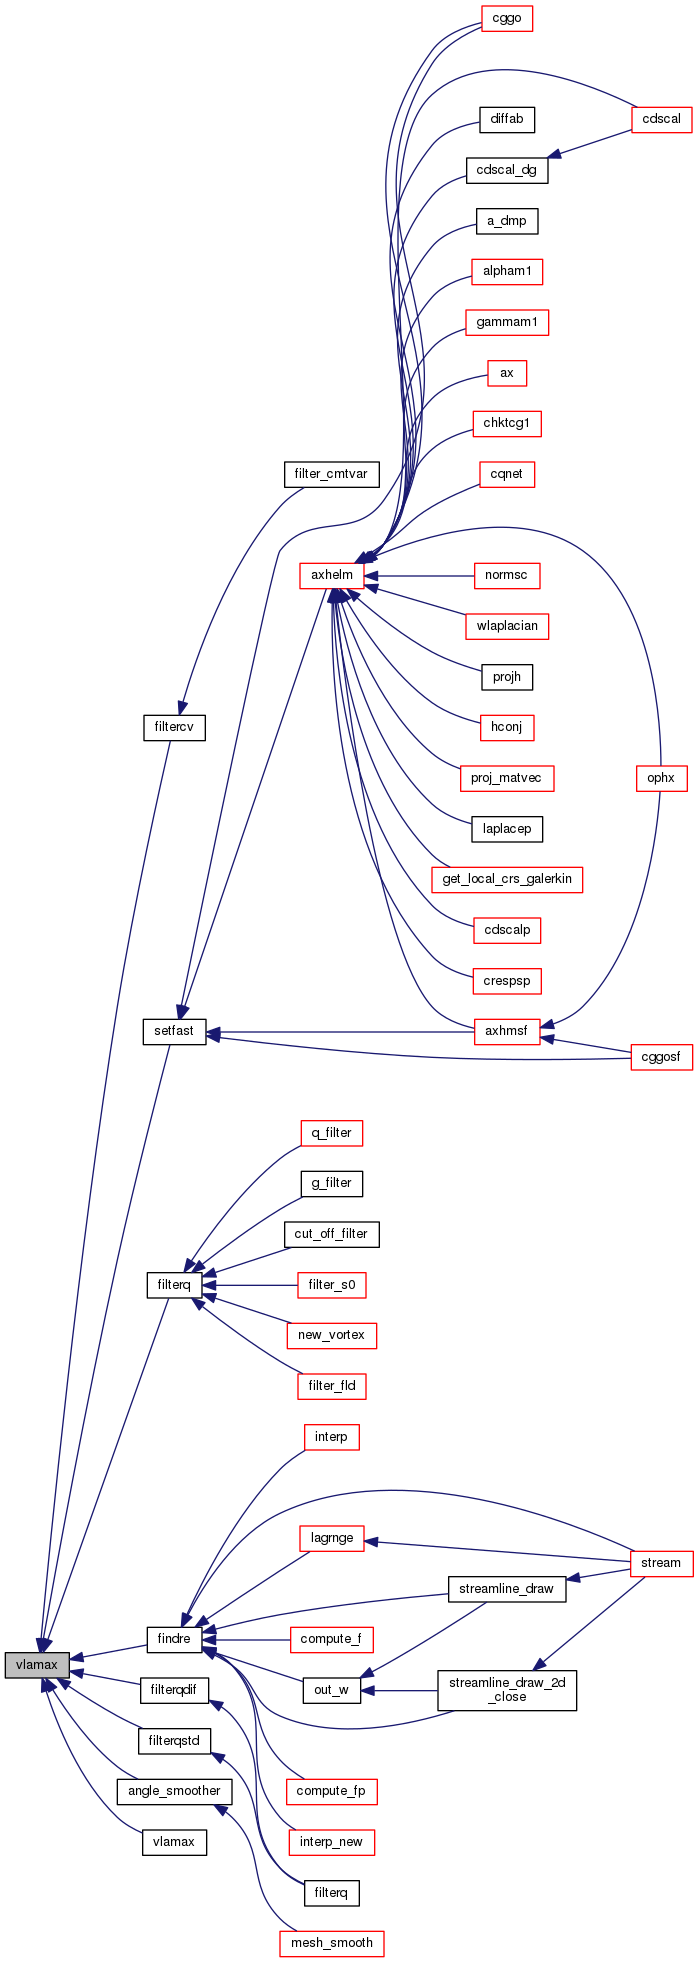 cggo
cdscal
diffab
cdscal_dg
a_dmp
alpham1
gammam1
ax
chktcg1
filter_cmtvar
cqnet
axhelm
normsc
wlaplacian
projh
filtercv
hconj
proj_matvec
ophx
laplacep
get_local_crs_galerkin
cdscalp
crespsp
setfast
axhmsf
cggosf
q_filter
g_filter
cut_off_filter
filterq
filter_s0
new_vortex
filter_fld
interp
lagrnge
stream
streamline_draw
findre
compute_f
vlamax
filterqdif
out_w
streamline_draw_2d
_close
filterqstd
angle_smoother
compute_fp
vlamax
interp_new
filterq
mesh_smooth